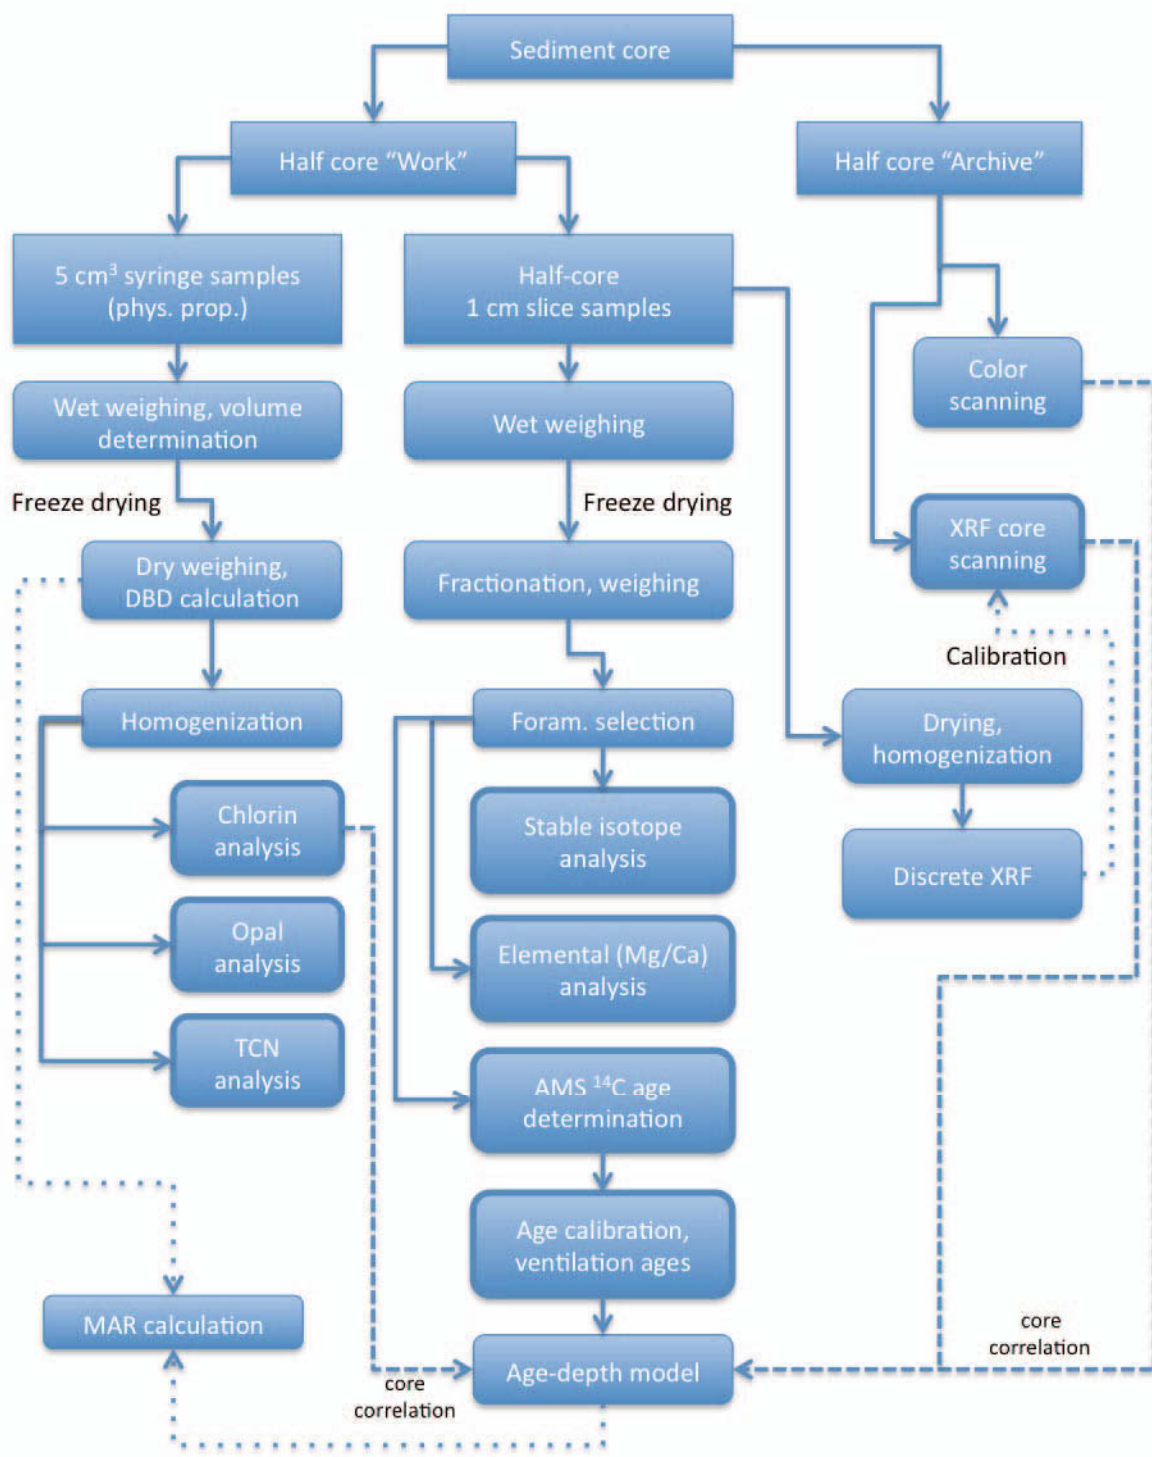 Sediment core
Half core “Work”
Half core “Archive”
5 cm³ syringe samples
(phys. prop.)
Half-core
1 cm slice samples
Color
scanning
Wet weighing, volume
determination
Wet weighing
Freeze drying
Freeze drying
XRF core
scanning
Dry weighing,
DBD calculation
Fractionation, weighing
Calibration
Homogenization
Foram. selection
Drying,
homogenization
Chlorin
analysis
Stable isotope
analysis
Discrete XRF
Opal
analysis
Elemental (Mg/Ca)
analysis
TCN
analysis
AMS ¹⁴C age
determination
Age calibration,
ventilation ages
MAR calculation
core
correlation
Age-depth model
core
correlation